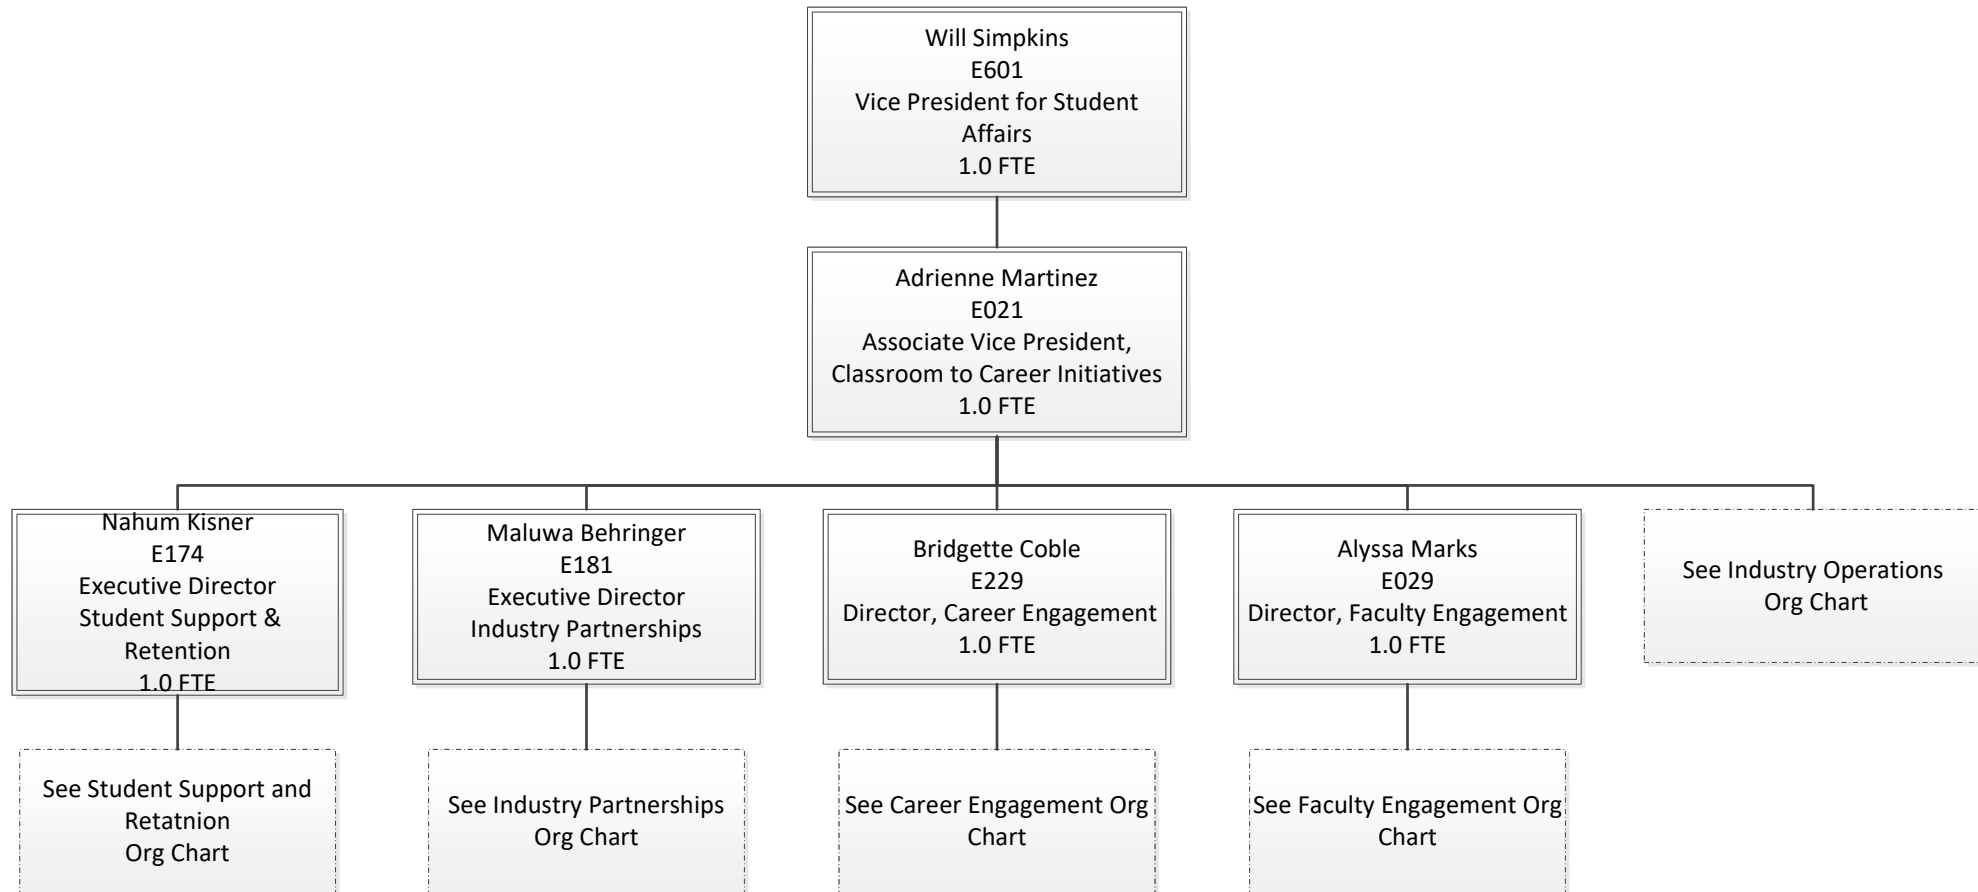 Will Simpkins
E601
Vice President for Student
Affairs
1.0 FTE
Adrienne Martinez
E021
Associate Vice President,
Classroom to Career Initiatives
1.0 FTE
Nahum Kisner
E174
Executive Director
Student Support &
Retention
1.0 FTE
Maluwa Behringer
E181
Executive Director
Industry Partnerships
1.0 FTE
Bridgette Coble
E229
Director, Career Engagement
1.0 FTE
Alyssa Marks
E029
Director, Faculty Engagement
1.0 FTE
See Industry Operations
Org Chart
See Student Support and
Retatnion
Org Chart
See Industry Partnerships
Org Chart
See Career Engagement Org
Chart
See Faculty Engagement Org
Chart